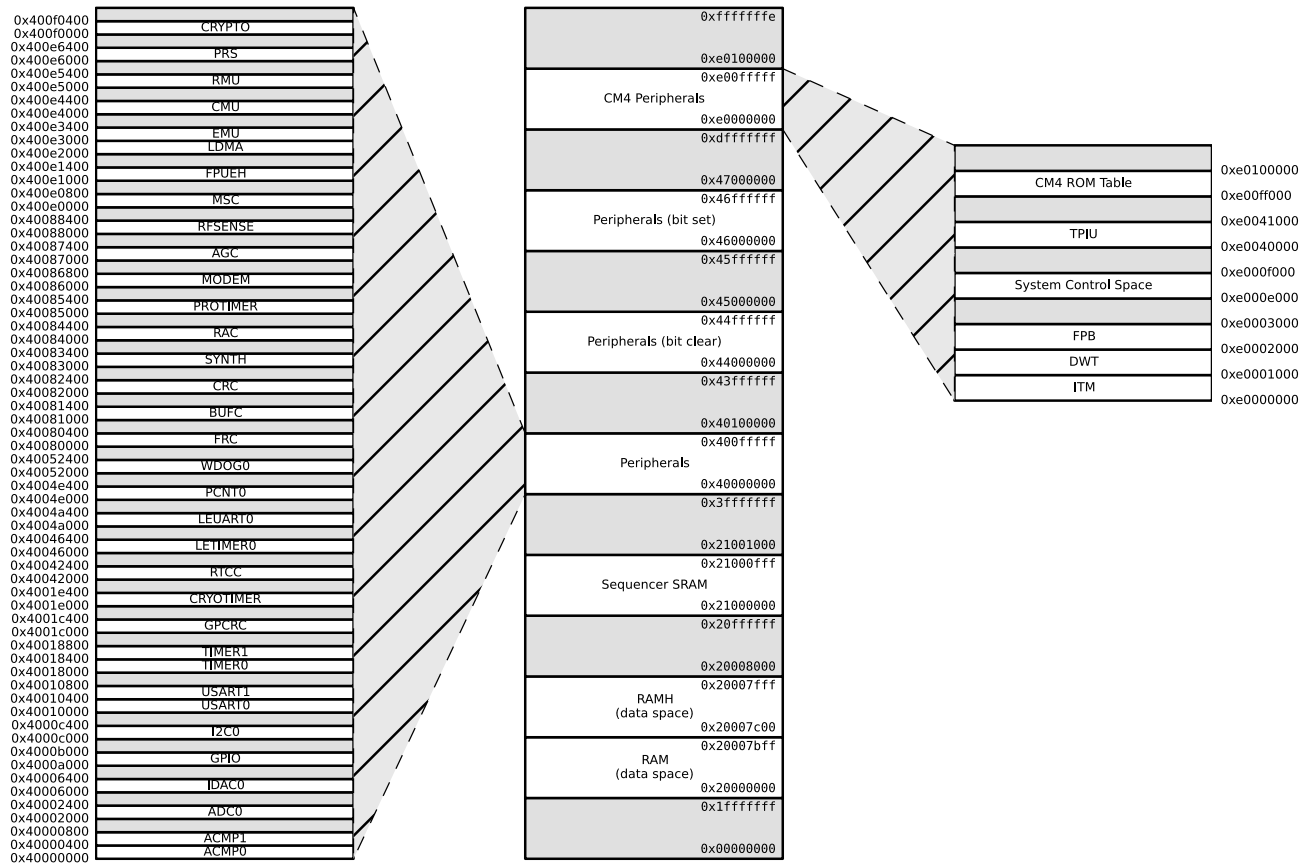 0x400f0400
CRYPTO
0x400f0000
0x400e6400
PRS
0x400e6000
0x400e5400
RMU
0x400e5000
0x400e4400
CMU
0x400e4000
0x400e3400
EMU
0x400e3000
LDMA
0x400e2000
0x400e1400
FPUEH
0x400e1000
0x400e0800
MSC
0x400e0000
0x40088400
RFSENSE
0x40088000
0x40087400
AGC
0x40087000
0x40086800
MODEM
0x40086000
0x40085400
PROTIMER
0x40085000
0x40084400
RAC
0x40084000
0x40083400
SYNTH
0x40083000
0x40082400
CRC
0x40082000
0x40081400
BUFC
0x40081000
0x40080400
FRC
0x40080000
0x40052400
WDOG0
0x40052000
0x4004e400
PCNT0
0x4004e000
0x4004a400
LEUART0
0x4004a000
0x40046400
LETIMER0
0x40046000
0x40042400
RTCC
0x40042000
0x4001e400
CRYOTIMER
0x4001e000
0x4001c400
GPCRC
0x4001c000
0x40018800
TIMER1
0x40018400
TIMER0
0x40018000
0x40010800
USART1
0x40010400
USART0
0x40010000
0x4000c400
I2C0
0x4000c000
0x4000b000
GPIO
0x4000a000
0x40006400
IDAC0
0x40006000
0x40002400
ADC0
0x40002000
0x40000800
ACMP1
0x40000400
ACMP0
0x40000000
0xfffffffe
0xe0100000
0xe00fffff
CM4 Peripherals
0xe0000000
0xdfffffff
0x47000000
0x46ffffff
Peripherals (bit set)
0x46000000
0x45ffffff
0x45000000
0x44ffffff
Peripherals (bit clear)
0x44000000
0x43ffffff
0x40100000
0x400fffff
Peripherals
0x40000000
0x3fffffff
0x21001000
0x21000fff
Sequencer SRAM
0x21000000
0x20ffffff
0x20008000
0x20007fff
RAMH
(data space)
0x20007c00
0x20007bff
RAM
(data space)
0x20000000
0x1fffffff
0x00000000
0xe0100000
CM4 ROM Table
0xe00ff000
0xe0041000
TPIU
0xe0040000
0xe000f000
System Control Space
0xe000e000
0xe0003000
FPB
0xe0002000
DWT
0xe0001000
ITM
0xe0000000